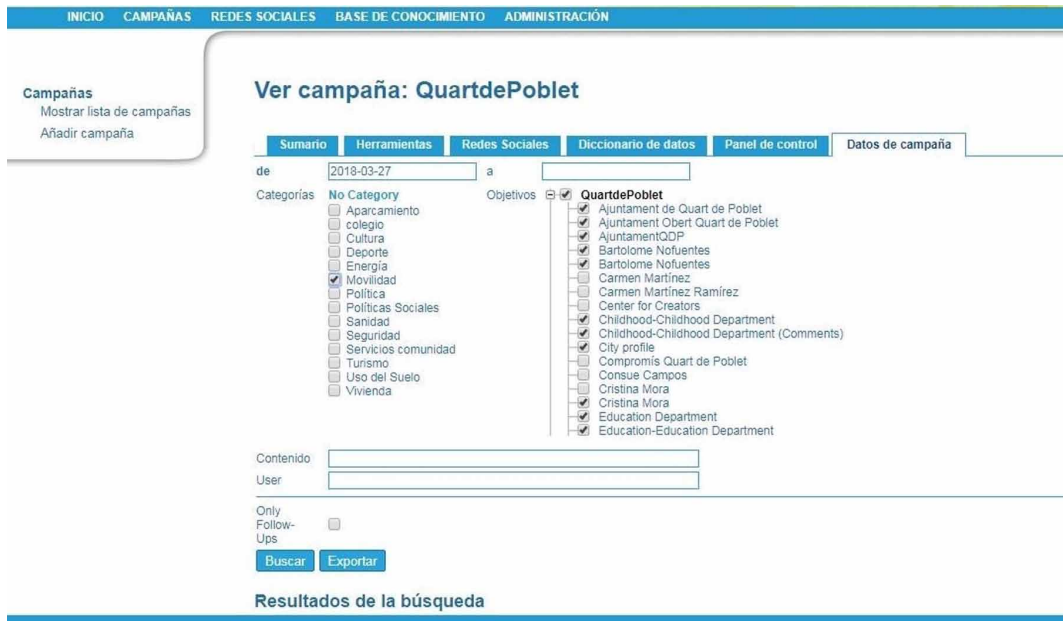 INICIO CAMPAÑAS REDES SOCIALES BASE DE CONOCIMIENTO ADMINISTRACIÓN
Campañas
Mostrar lista de campañas
Añadir campaña
Ver campaña: QuartdePoblet
Sumario Herramientas Redes Sociales Diccionario de datos Panel de control Datos de campaña
de 2018-03-27 a
Categorías No Category
Aparcamiento
colegio
Cultura
Deporte
Energía
Movilidad
Política
Políticas Sociales
Sanidad
Seguridad
Servicios comunidad
Turismo
Uso del Suelo
Vivienda
Objetivos QuartdePoblet
Ajuntament de Quart de Poblet
Ajuntament Obert Quart de Poblet
AjuntamentQDP
Bartolome Nofuentes
Bartolome Nofuentes
Carmen Martínez
Carmen Martínez Ramírez
Center for Creators
Childhood-Childhood Department
Childhood-Childhood Department (Comments)
City profile
Compromís Quart de Poblet
Consue Campos
Cristina Mora
Cristina Mora
Education Department
Education-Education Department
Contenido
User
Only
Follow-
Ups
Buscar Exportar
Resultados de la búsqueda